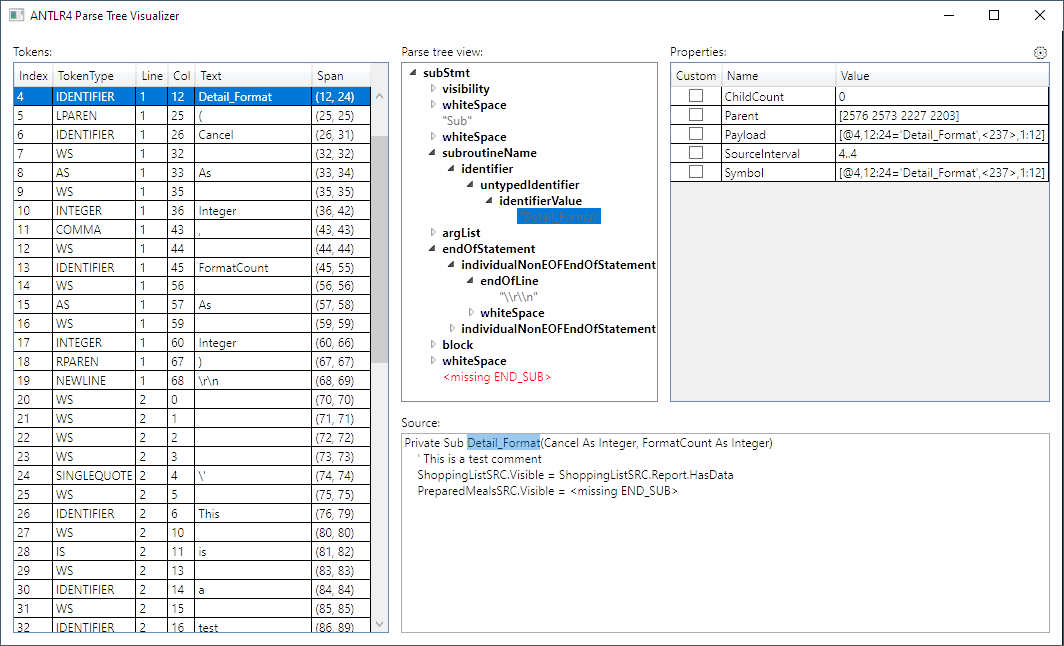 ANTLR4 Parse Tree Visualizer
Tokens:
Index TokenType Line Col Text Span
4 IDENTIFIER 1 12 Detail_Format (12, 24)
5 LPAREN 1 25 ( (25, 25)
6 IDENTIFIER 1 26 Cancel (26, 31)
7 WS 1 32 (32, 32)
8 AS 1 33 As (33, 34)
9 WS 1 35 (35, 35)
10 INTEGER 1 36 Integer (36, 42)
11 COMMA 1 43 , (43, 43)
12 WS 1 44 (44, 44)
13 IDENTIFIER 1 45 FormatCount (45, 55)
14 WS 1 56 (56, 56)
15 AS 1 57 As (57, 58)
16 WS 1 59 (59, 59)
17 INTEGER 1 60 Integer (60, 66)
18 RPAREN 1 67 ) (67, 67)
19 NEWLINE 1 68 \r\n (68, 69)
20 WS 2 0 (70, 70)
21 WS 2 1 (71, 71)
22 WS 2 2 (72, 72)
23 WS 2 3 (73, 73)
24 SINGLEQUOTE 2 4 \' (74, 74)
25 WS 2 5 (75, 75)
26 IDENTIFIER 2 6 This (76, 79)
27 WS 2 10 (80, 80)
28 IS 2 11 is (81, 82)
29 WS 2 13 (83, 83)
30 IDENTIFIER 2 14 a (84, 84)
31 WS 2 15 (85, 85)
32 IDENTIFIER 2 16 test (86, 89)
Parse tree view:
subStmt
visibility
whiteSpace
"Sub"
whiteSpace
subroutineName
identifier
untypedIdentifier
identifierValue
"Detail_Format"
argList
endOfStatement
individualNonEOFEndOfStatement
endOfLine
"\\r\\n"
whiteSpace
individualNonEOFEndOfStatement
block
whiteSpace
<missing END_SUB>
Properties:
Custom Name Value
ChildCount 0
Parent [2576 2573 2227 2203]
Payload [@4,12:24='Detail_Format',<237>,1:12]
SourceInterval 4..4
Symbol [@4,12:24='Detail_Format',<237>,1:12]
Source:
Private Sub Detail_Format(Cancel As Integer, FormatCount As Integer)
' This is a test comment
ShoppingListSRC.Visible = ShoppingListSRC.Report.HasData
PreparedMealsSRC.Visible = <missing END_SUB>